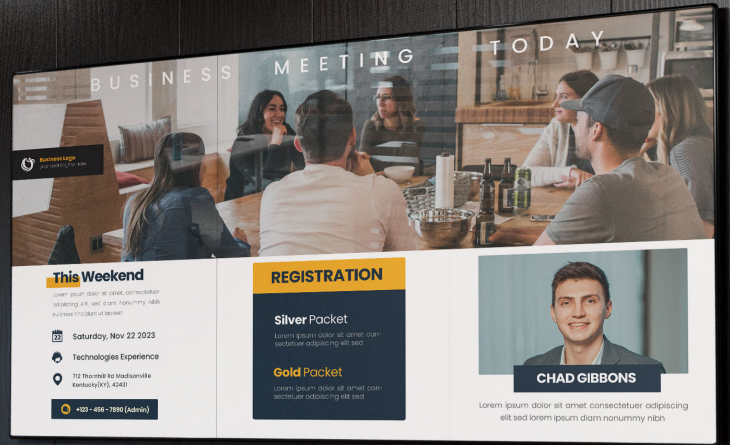 BUSINESS MEETING TODAY
Business Logo
This Weekend
Lorem ipsum dolor sit amet, consectetuer
adipiscing elit, sed diam nonummy nibh
euismod tincidunt ut laoreet
22
Saturday, Nov 22 2023
Technologies Experience
712 Thornhill Rd Madisonville
Kentucky(KY), 42431
+123 - 456 - 7890 (Admin)
REGISTRATION
Silver Packet
Lorem ipsum dolor sit amet con-
sectetuer adipiscing elit sed
Gold Packet
Lorem ipsum dolor sit amet con-
sectetuer adipiscing elit sed
CHAD GIBBONS
Lorem ipsum dolor sit amet consectetuer adipiscing
elit sed lorem ipsum dolor sit amet nibh